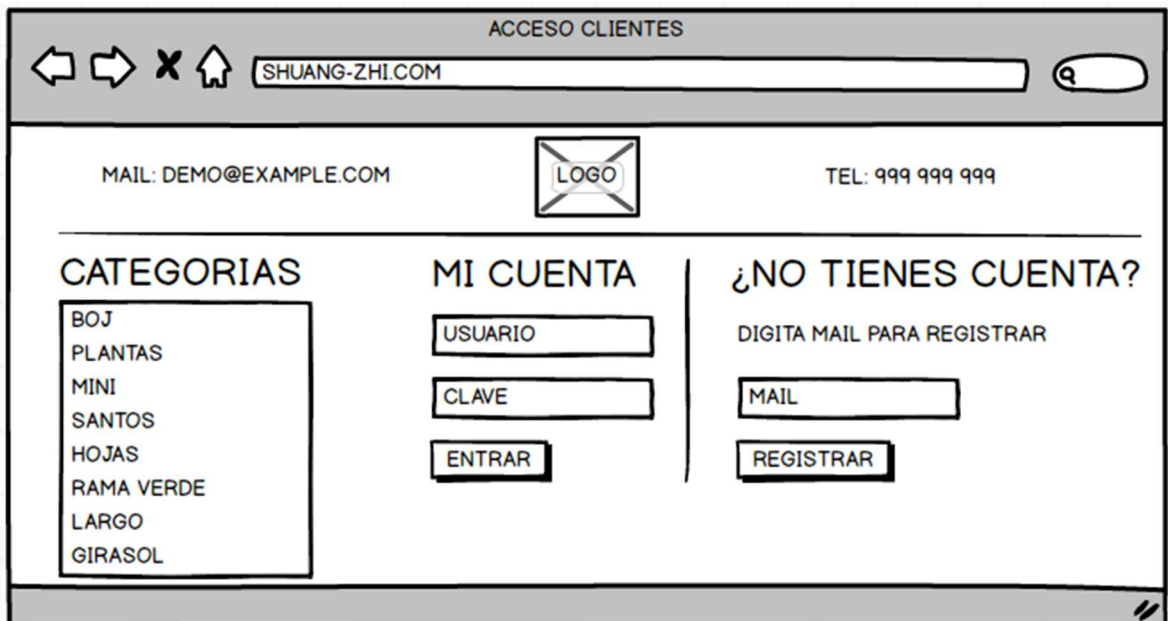 ACCESO CLIENTES
SHUANG-ZHI.COM
MAIL: DEMO@EXAMPLE.COM
LOGO
TEL: 999 999 999
CATEGORIAS
BOJ
PLANTAS
MINI
SANTOS
HOJAS
RAMA VERDE
LARGO
GIRASOL
MI CUENTA
USUARIO
CLAVE
ENTRAR
¿NO TIENES CUENTA?
DIGITA MAIL PARA REGISTRAR
MAIL
REGISTRAR